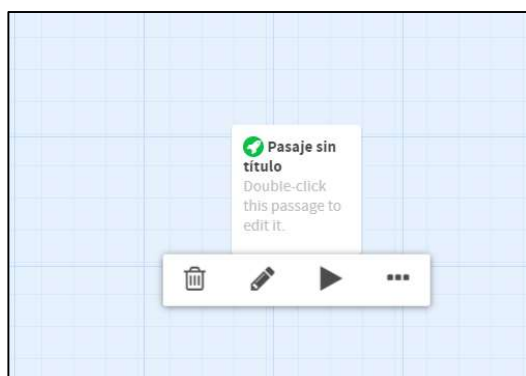 Pasaje sin
título
Double-click
this passage to
edit it.